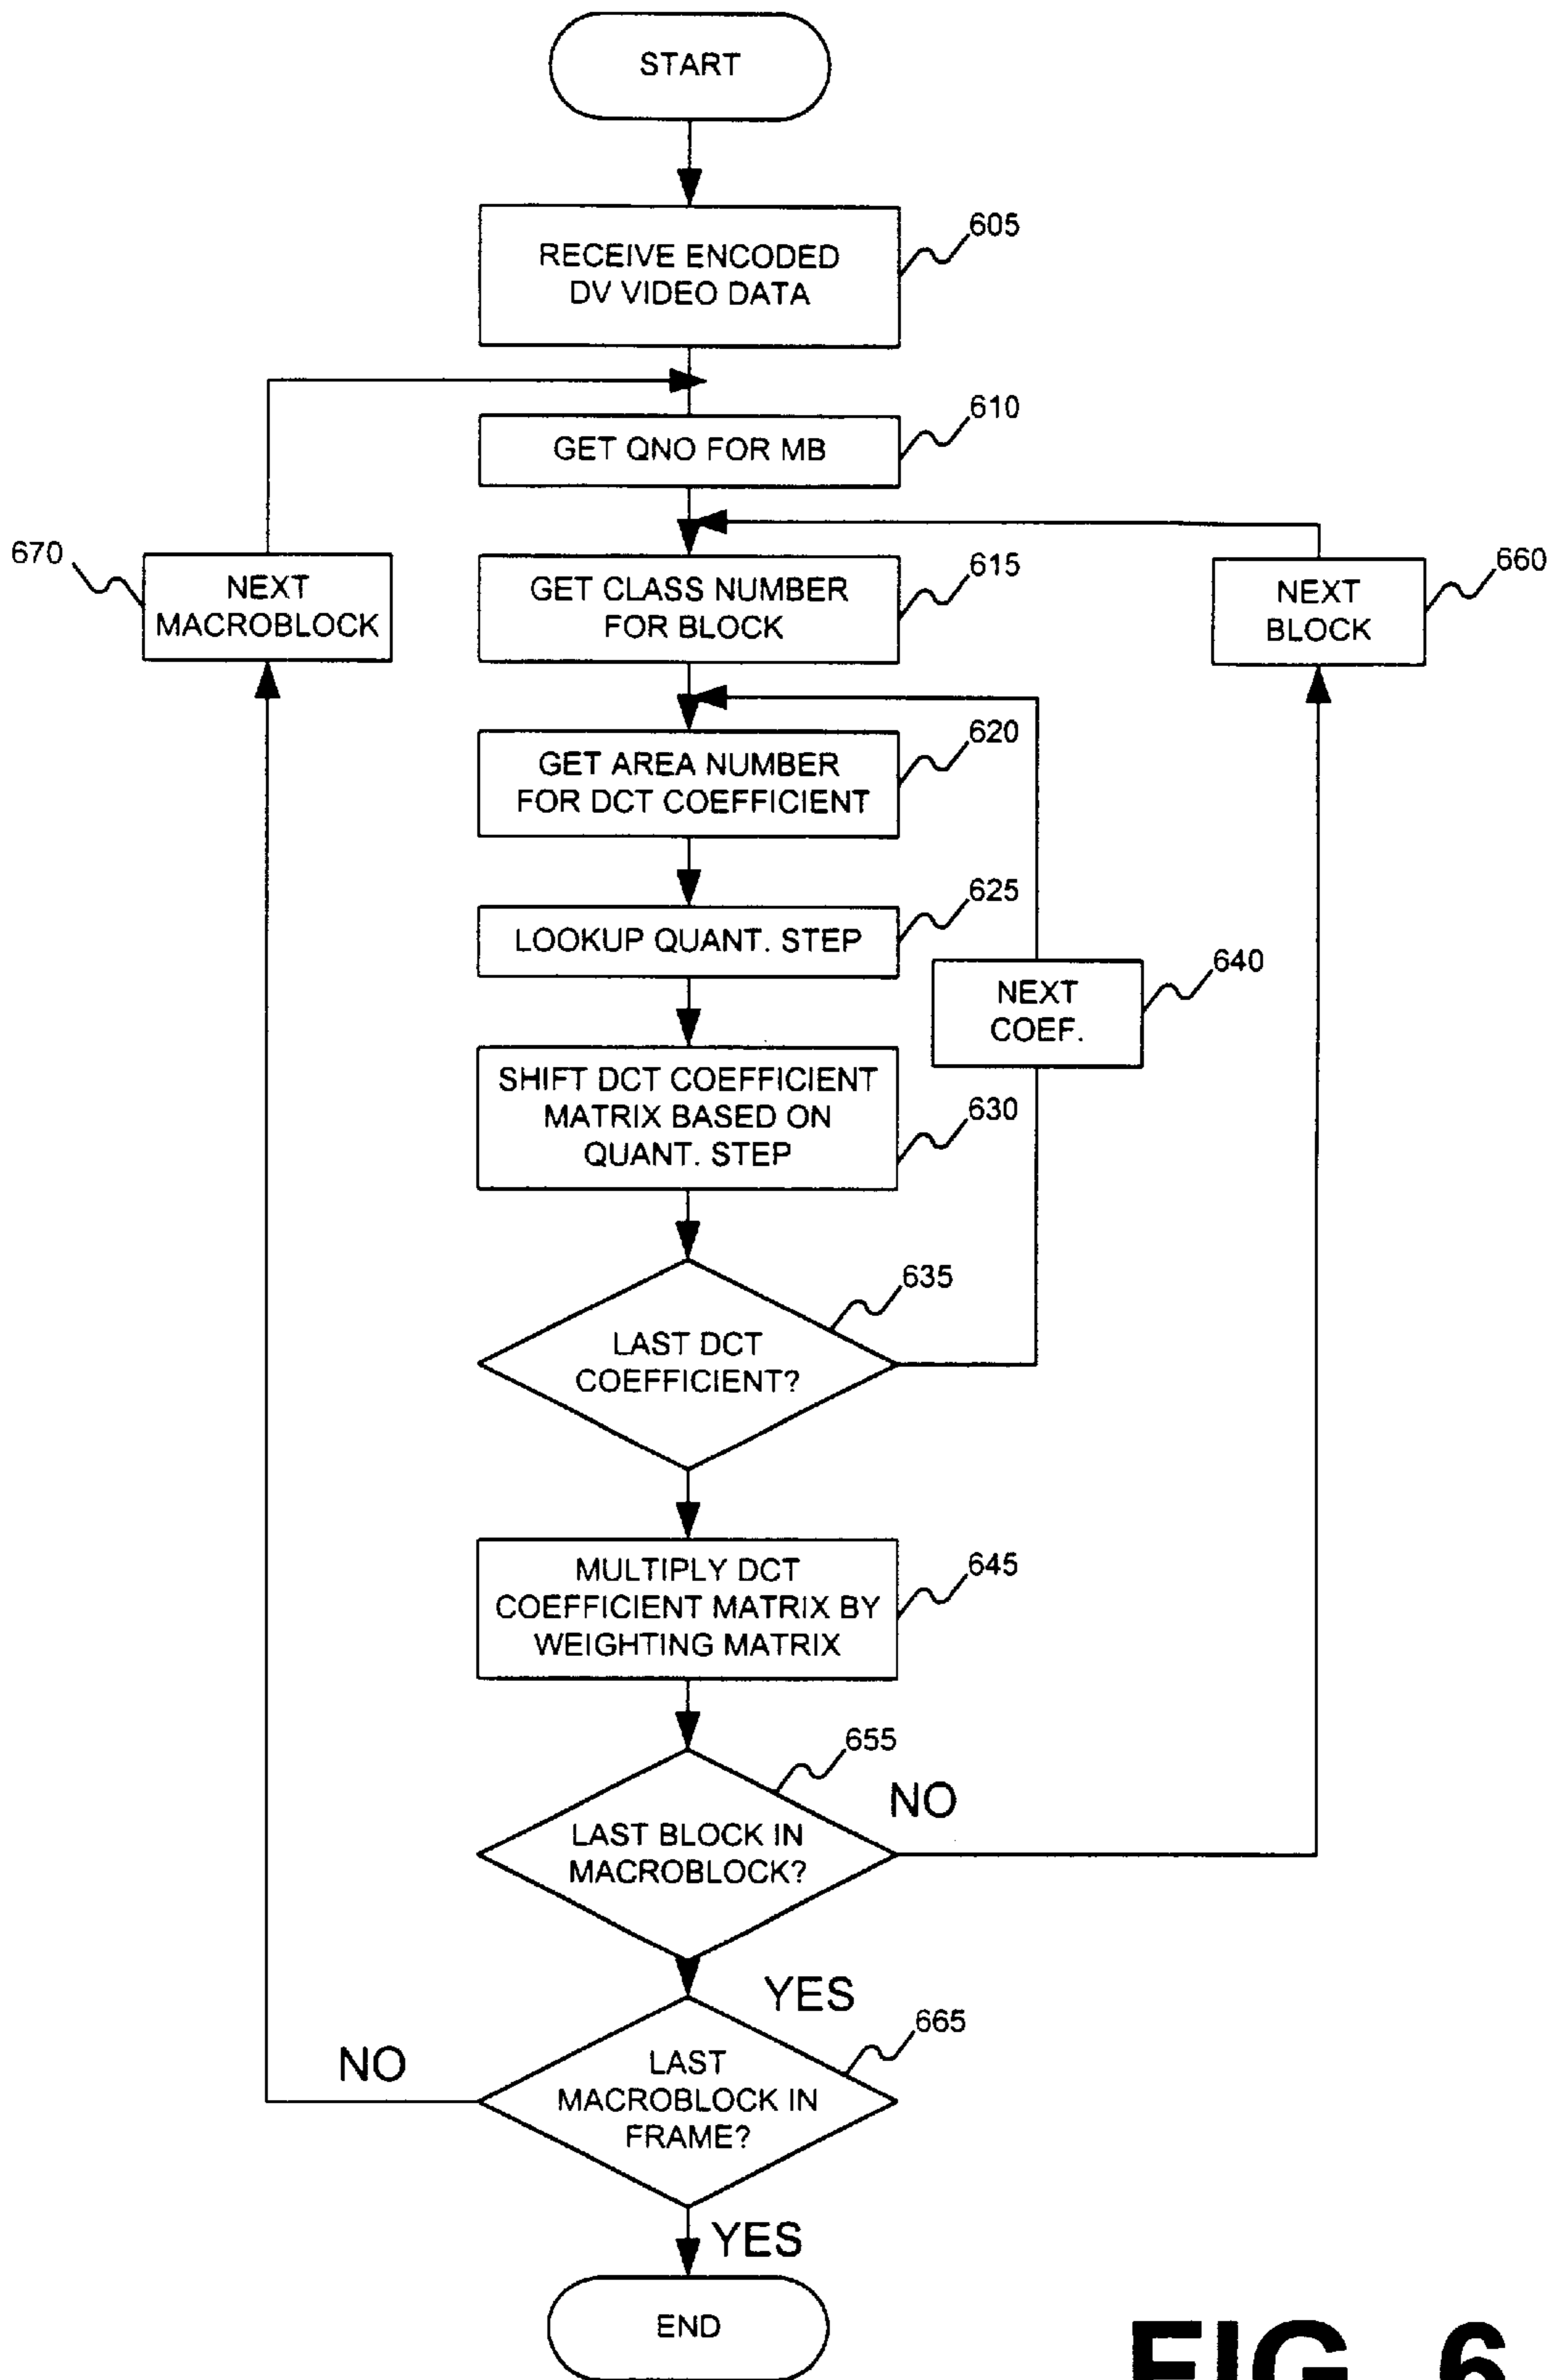 START
605
RECEIVE ENCODED
DV VIDEO DATA
610
GET QNO FOR MB
670
NEXT
MACROBLOCK
615
GET CLASS NUMBER
FOR BLOCK
660
NEXT
BLOCK
620
GET AREA NUMBER
FOR DCT COEFFICIENT
625
LOOKUP QUANT. STEP
640
NEXT
COEF.
SHIFT DCT COEFFICIENT
MATRIX BASED ON
QUANT. STEP
630
635
LAST DCT
COEFFICIENT?
645
MULTIPLY DCT
COEFFICIENT MATRIX BY
WEIGHTING MATRIX
655
NO
LAST BLOCK IN
MACROBLOCK?
YES
665
NO
LAST
MACROBLOCK IN
FRAME?
YES
END
FIG. 6